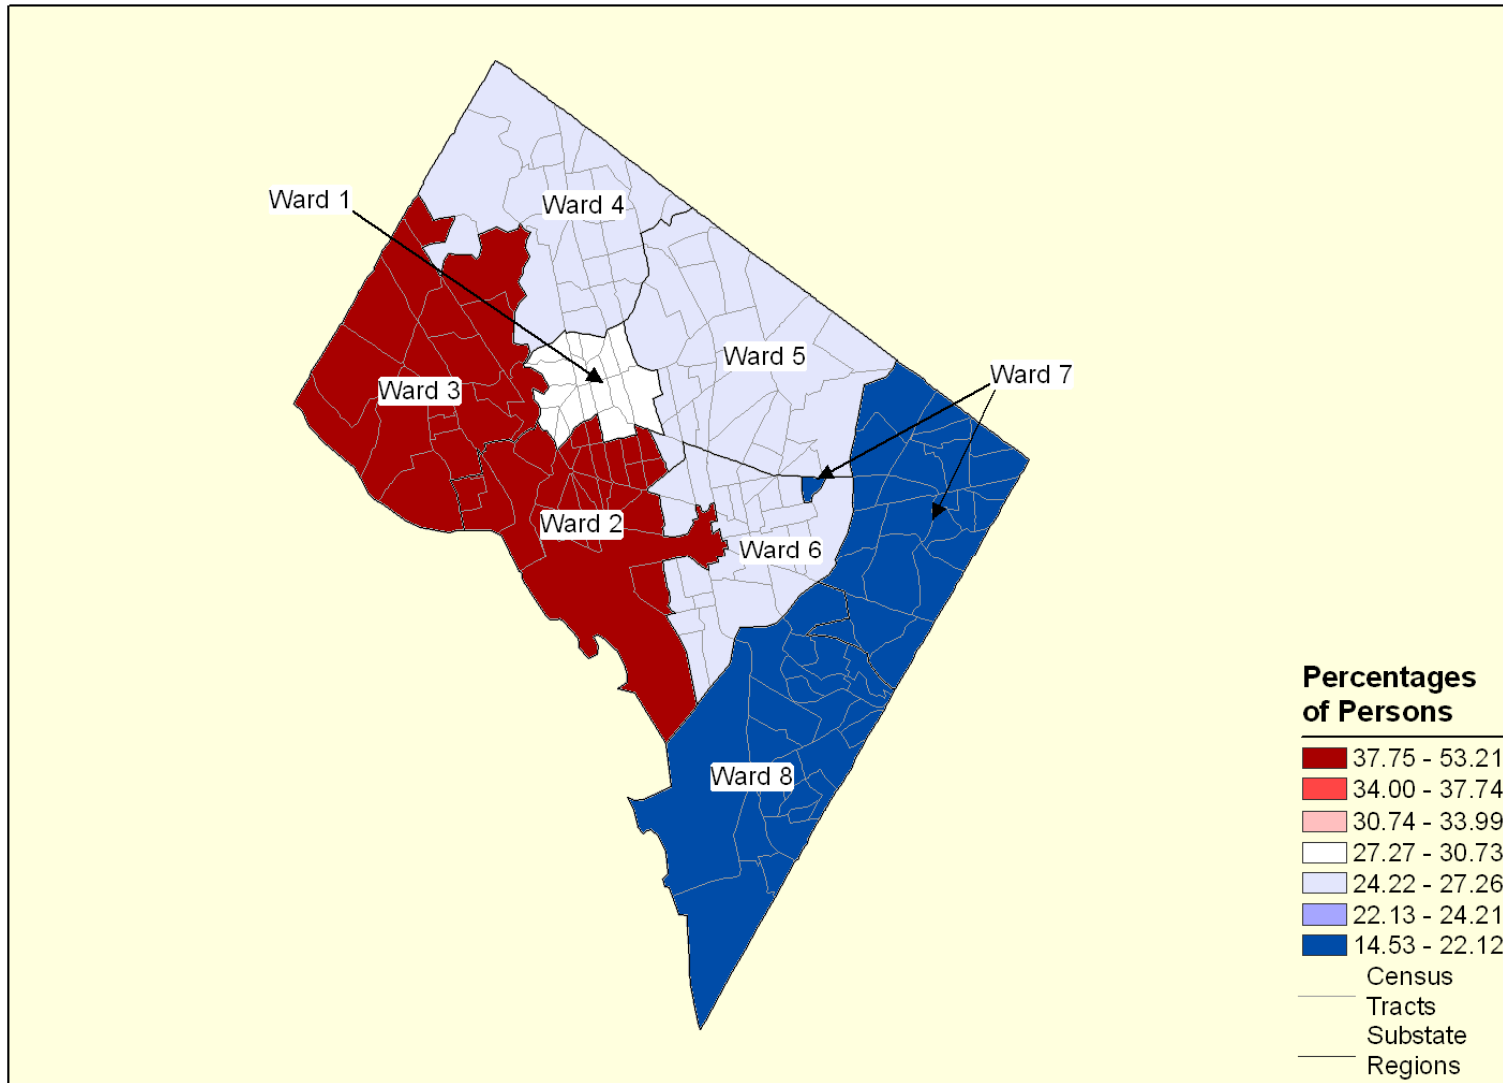 Ward 1
Ward 4
Ward 5
Ward 7
Ward 3
Ward 2
Ward 6
Ward 8
Percentages
of Persons
37.75 - 53.21
34.00 - 37.74
30.74 - 33.99
27.27 - 30.73
24.22 - 27.26
22.13 - 24.21
14.53 - 22.12
Census
Tracts
Substate
Regions